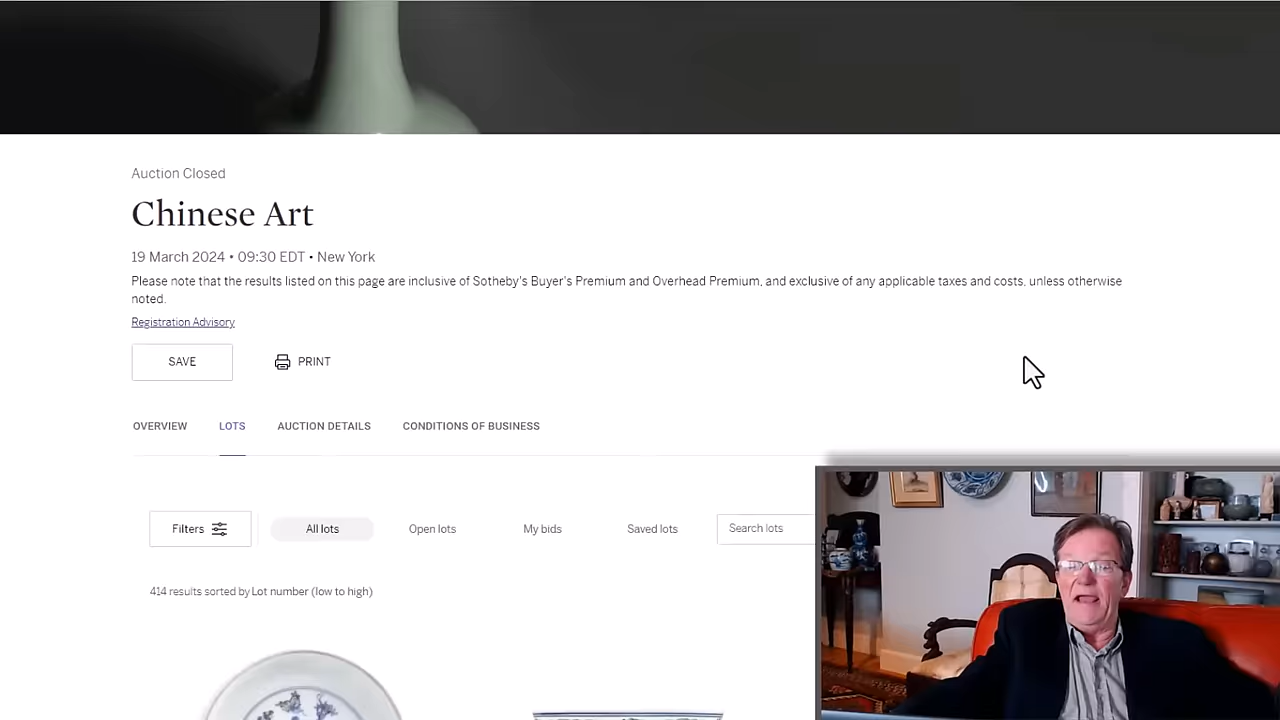 Auction Closed
Chinese Art
19 March 2024 • 09:30 EDT • New York
Please note that the results listed on this page are inclusive of Sotheby's Buyer's Premium and Overhead Premium, and exclusive of any applicable taxes and costs, unless otherwise
noted.
Registration Advisory
SAVE PRINT
OVERVIEW LOTS AUCTION DETAILS CONDITIONS OF BUSINESS
Filters All lots Open lots My bids Saved lots Search lots
414 results sorted by Lot number (low to high)